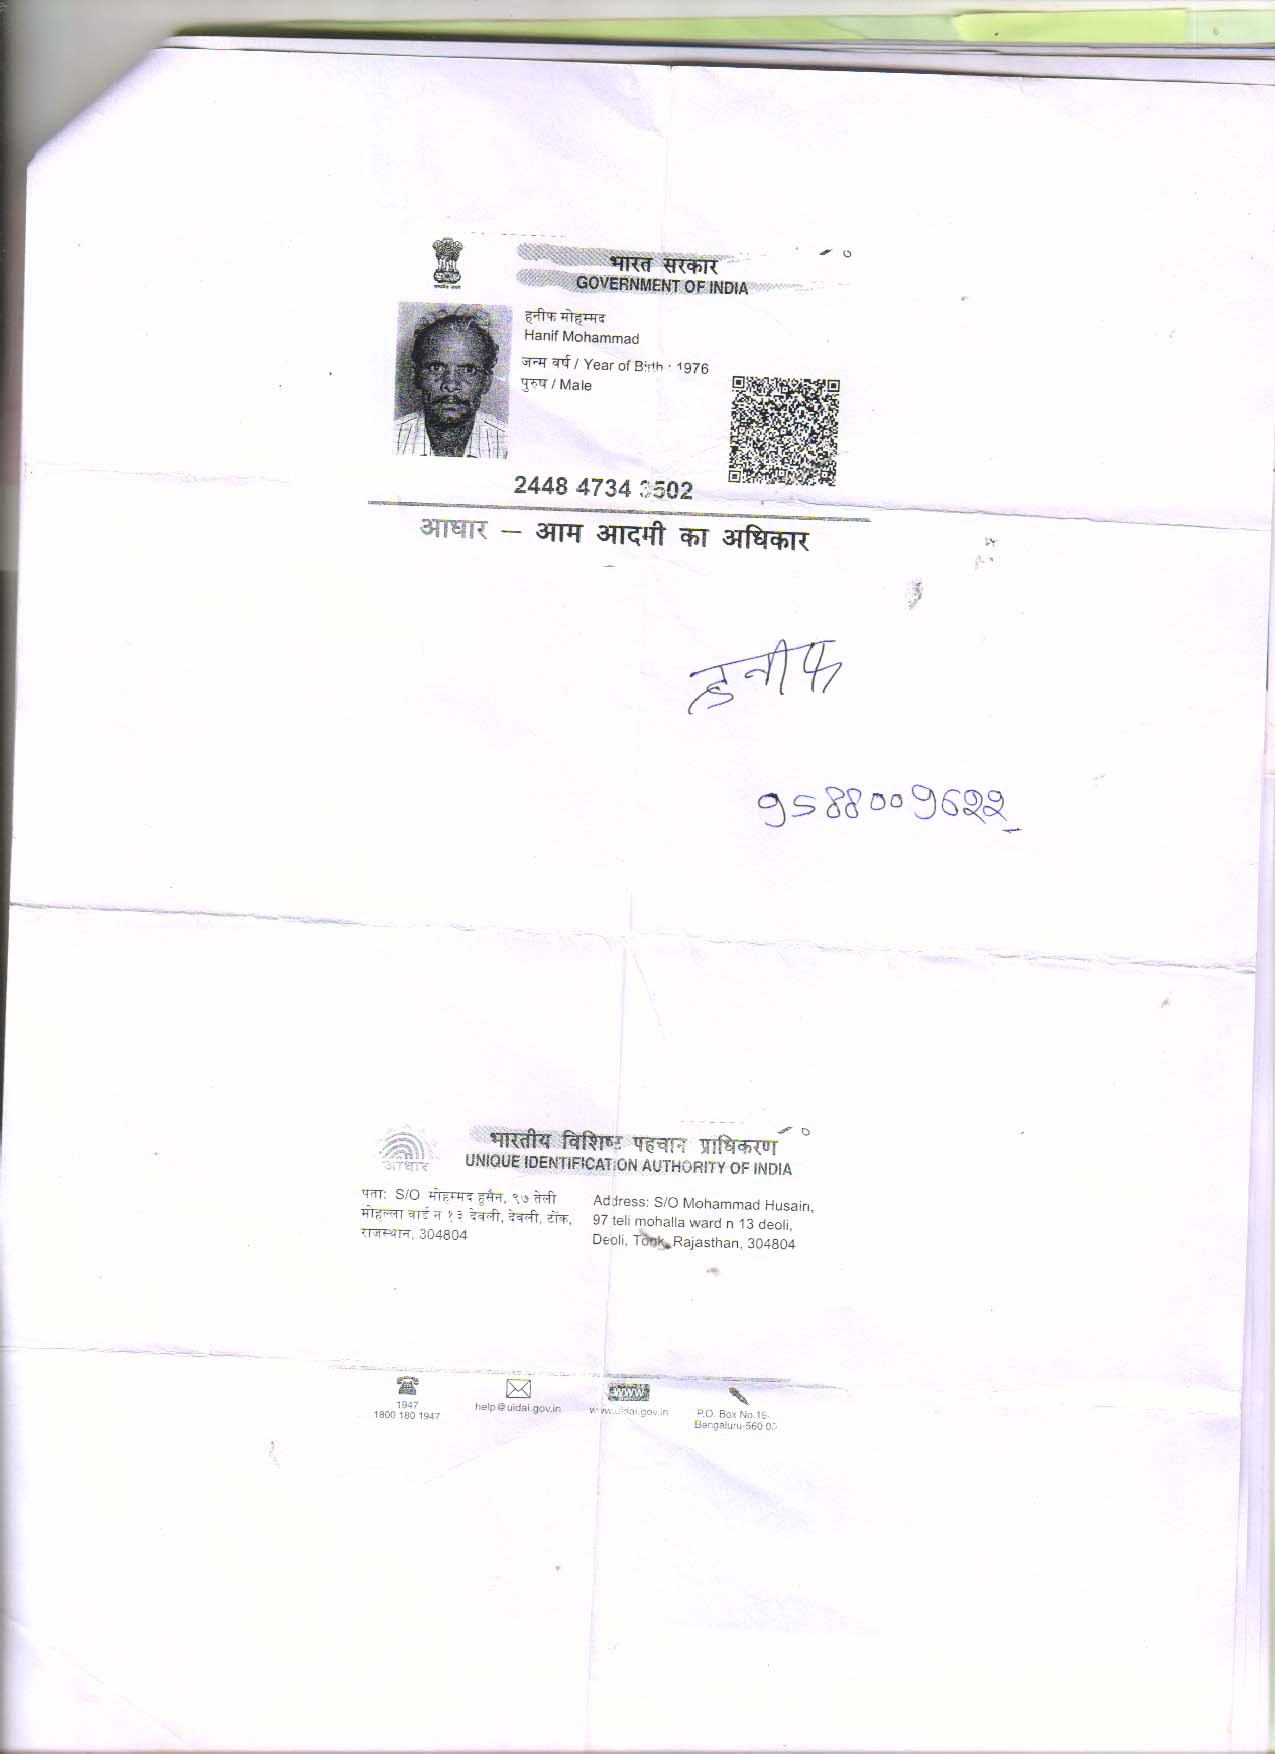 भारत सरकार
GOVERNMENT OF INDIA
हनीफ मोहम्मद
Hanif Mohammad
जन्म वर्ष / Year of Birth : 1976
पुरुष / Male
2448 4734 3502
आधार – आम आदमी का अधिकार
हनीफ
9588009622
भारतीय विशिष्ट पहचान प्राधिकरण
UNIQUE IDENTIFICATION AUTHORITY OF INDIA
आधार
पता: S/O मोहम्मद हुसैन, ९७ तेली
मोहल्ला वार्ड न १३ देवली, देवली, टोंक,
राजस्थान, 304804
Address: S/O Mohammad Husain,
97 teli mohalla ward n 13 deoli,
Deoli, Tonk, Rajasthan, 304804
1947
1800 180 1947
help@uidai.gov.in
www
www.uidai.gov.in
P.O. Box No.19
Bengaluru-560 0